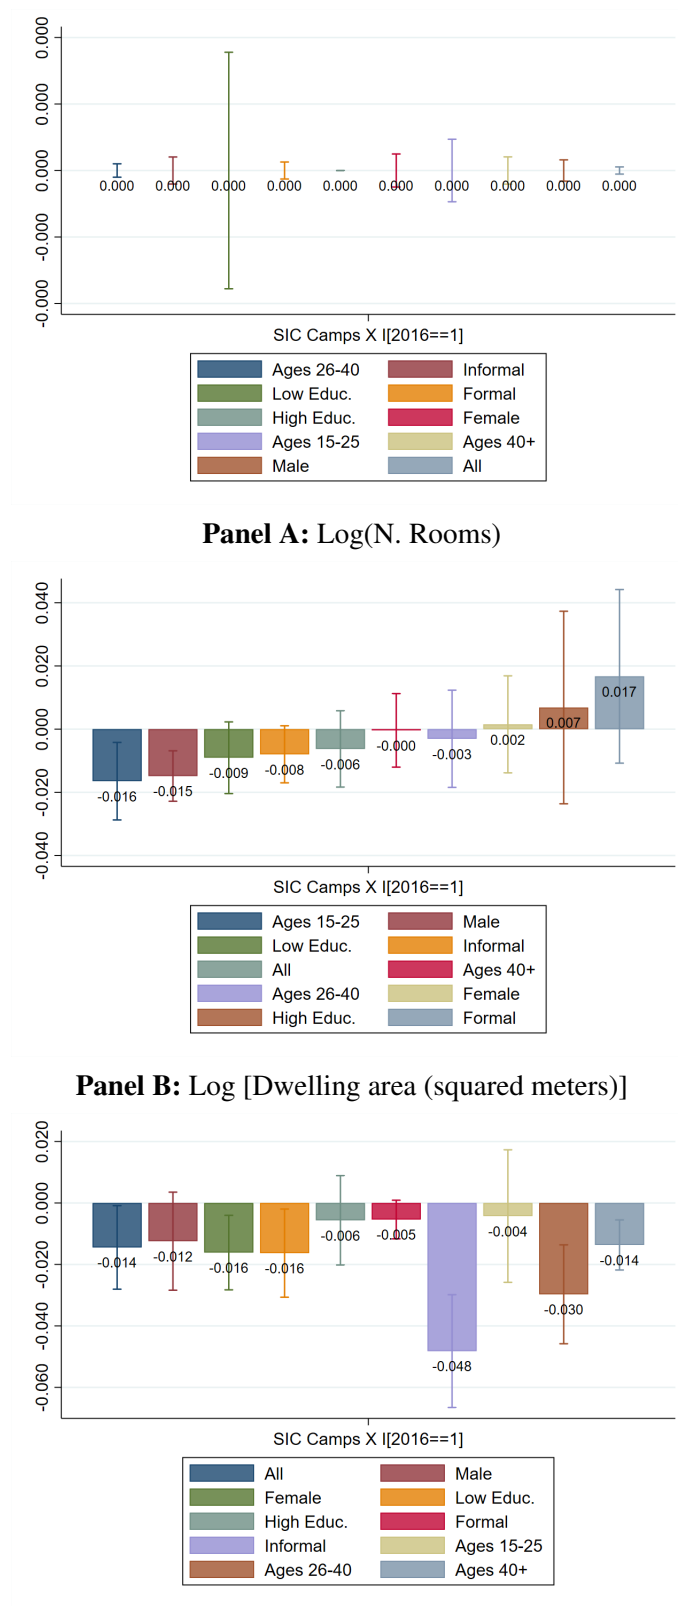 0.000
0.000
0.000
-0.000
-0.000
0.000 0.000 0.000 0.000 0.000 0.000 0.000 0.000 0.000 0.000
SIC Camps X I[2016==1]
Ages 26-40 Informal
Low Educ. Formal
High Educ. Female
Ages 15-25 Ages 40+
Male All
Panel A: Log(N. Rooms)
0.040
0.020
0.000
-0.020
-0.040
-0.016 -0.015 -0.009 -0.008 -0.006 -0.000 -0.003 0.002 0.007 0.017
SIC Camps X I[2016==1]
Ages 15-25 Male
Low Educ. Informal
All Ages 40+
Ages 26-40 Female
High Educ. Formal
Panel B: Log [Dwelling area (squared meters)]
0.020
0.000
-0.020
-0.040
-0.060
-0.014 -0.012 -0.016 -0.016 -0.006 -0.005 -0.048 -0.004 -0.030 -0.014
SIC Camps X I[2016==1]
All Male
Female Low Educ.
High Educ. Formal
Informal Ages 15-25
Ages 26-40 Ages 40+